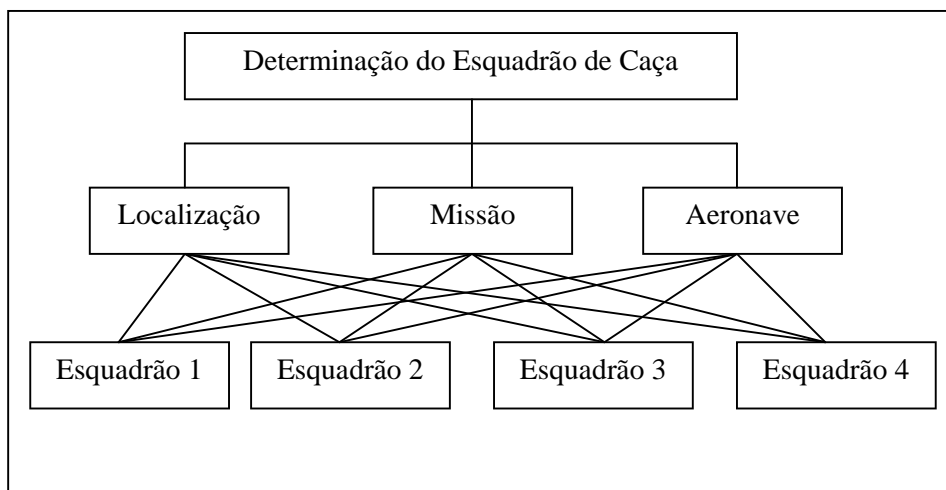 Determinação do Esquadrão de Caça
Localização
Missão
Aeronave
Esquadrão 1
Esquadrão 2
Esquadrão 3
Esquadrão 4